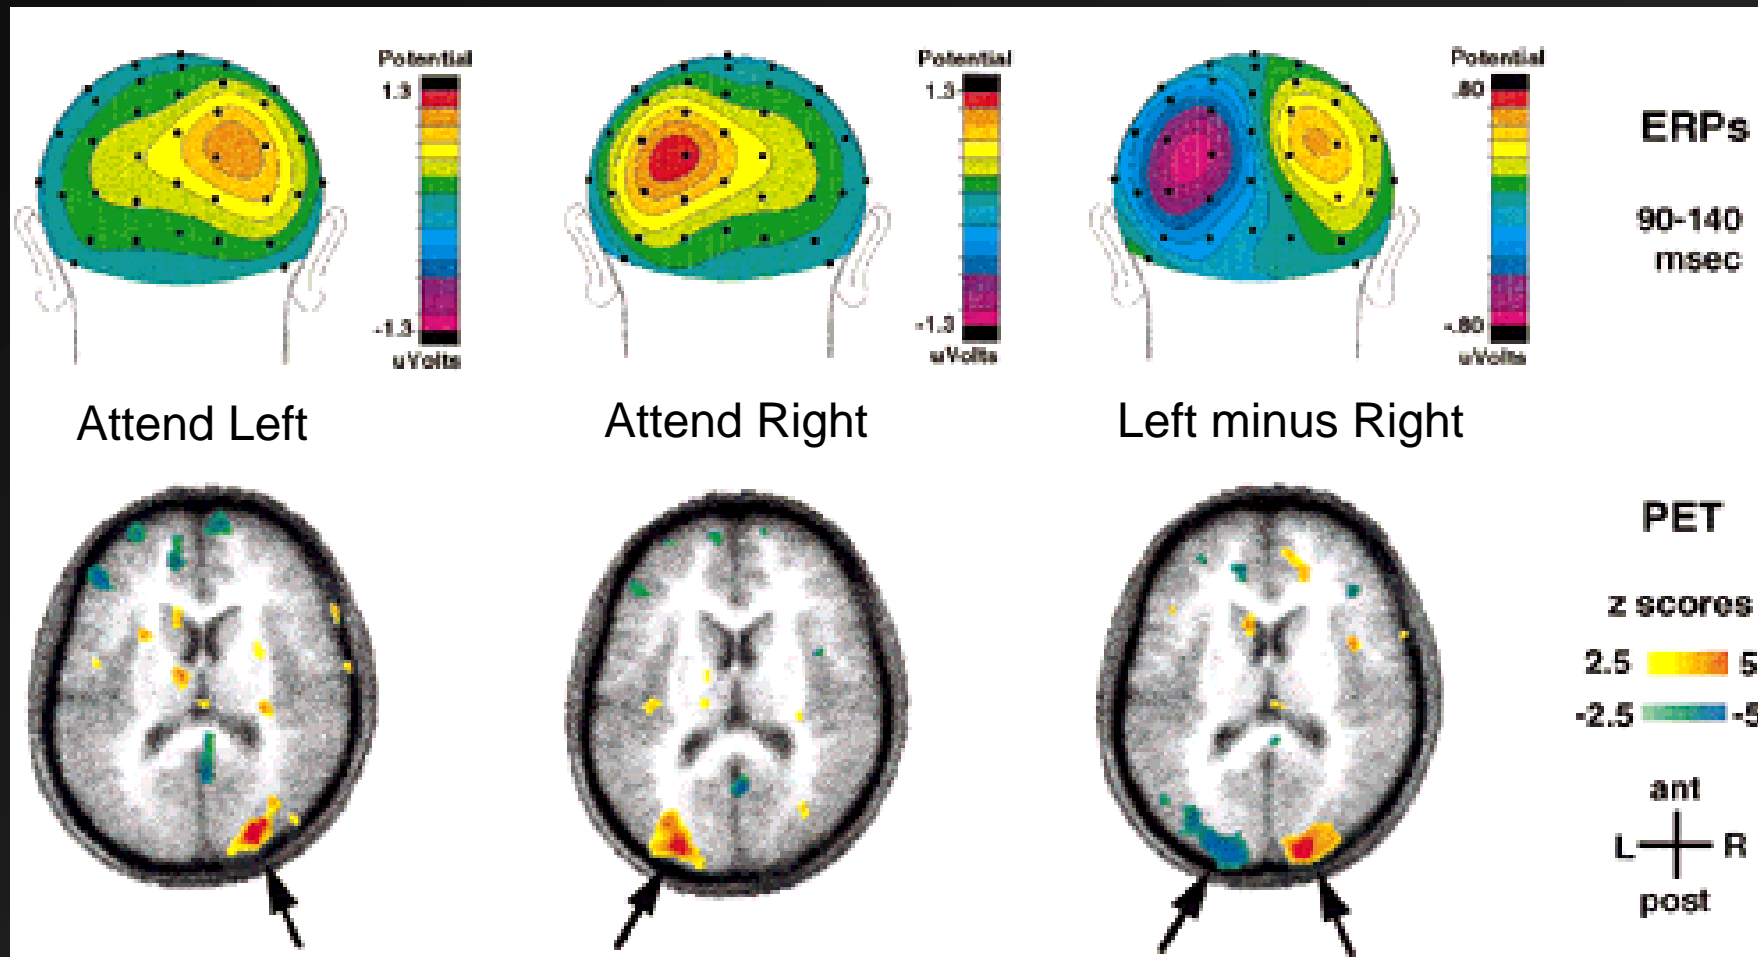 Potential
1.3
-1.3
uVolts
Potential
1.3
-1.3
uVolts
Potential
.80
-.80
uVolts
ERPs
90-140
msec
Attend Left
Attend Right
Left minus Right
PET
z scores
2.5 5
-2.5 -5
ant
L R
post